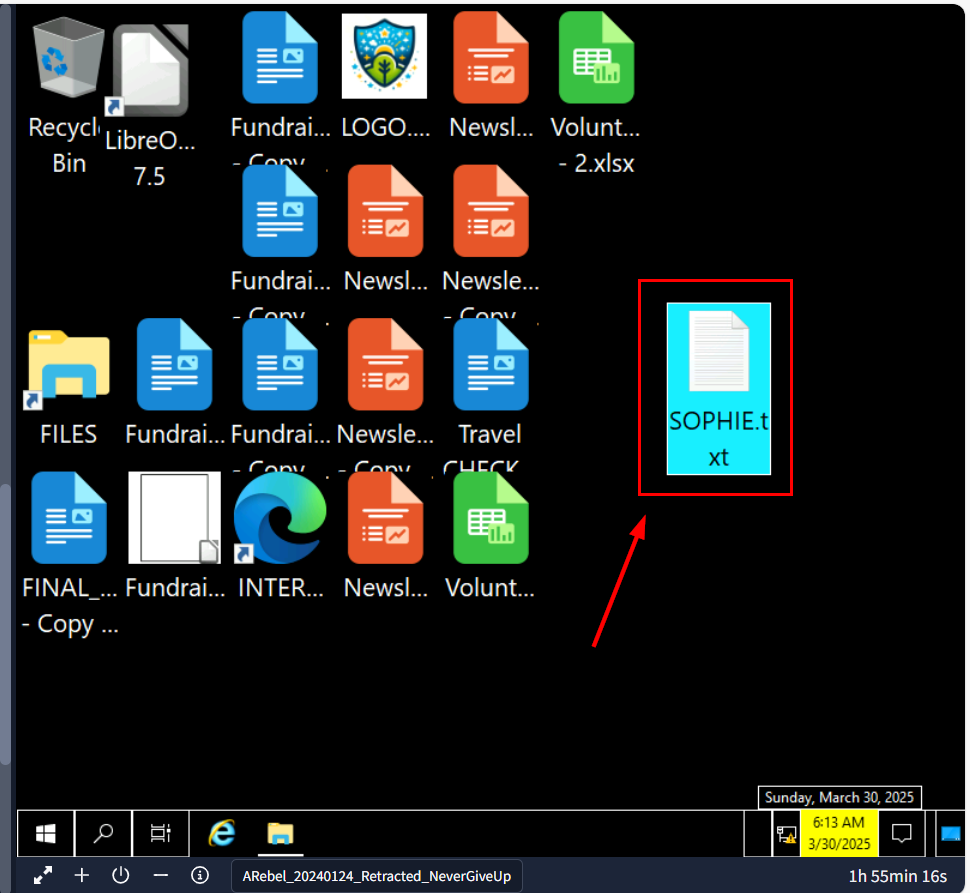 Recycl
Bin
LibreO...
7.5
Fundrai...
- Copy
LOGO....
Newsl...
Volunt...
- 2.xlsx
Fundrai...
- Copy
Newsl...
Newsle...
- Copy
FILES
Fundrai...
Fundrai...
- Copy
Newsle...
- Copy
Travel
CHECK
SOPHIE.t
xt
FINAL_...
- Copy ...
Fundrai...
INTER...
Newsl...
Volunt...
Sunday, March 30, 2025
6:13 AM
3/30/2025
ARebel_20240124_Retracted_NeverGiveUp
1h 55min 16s